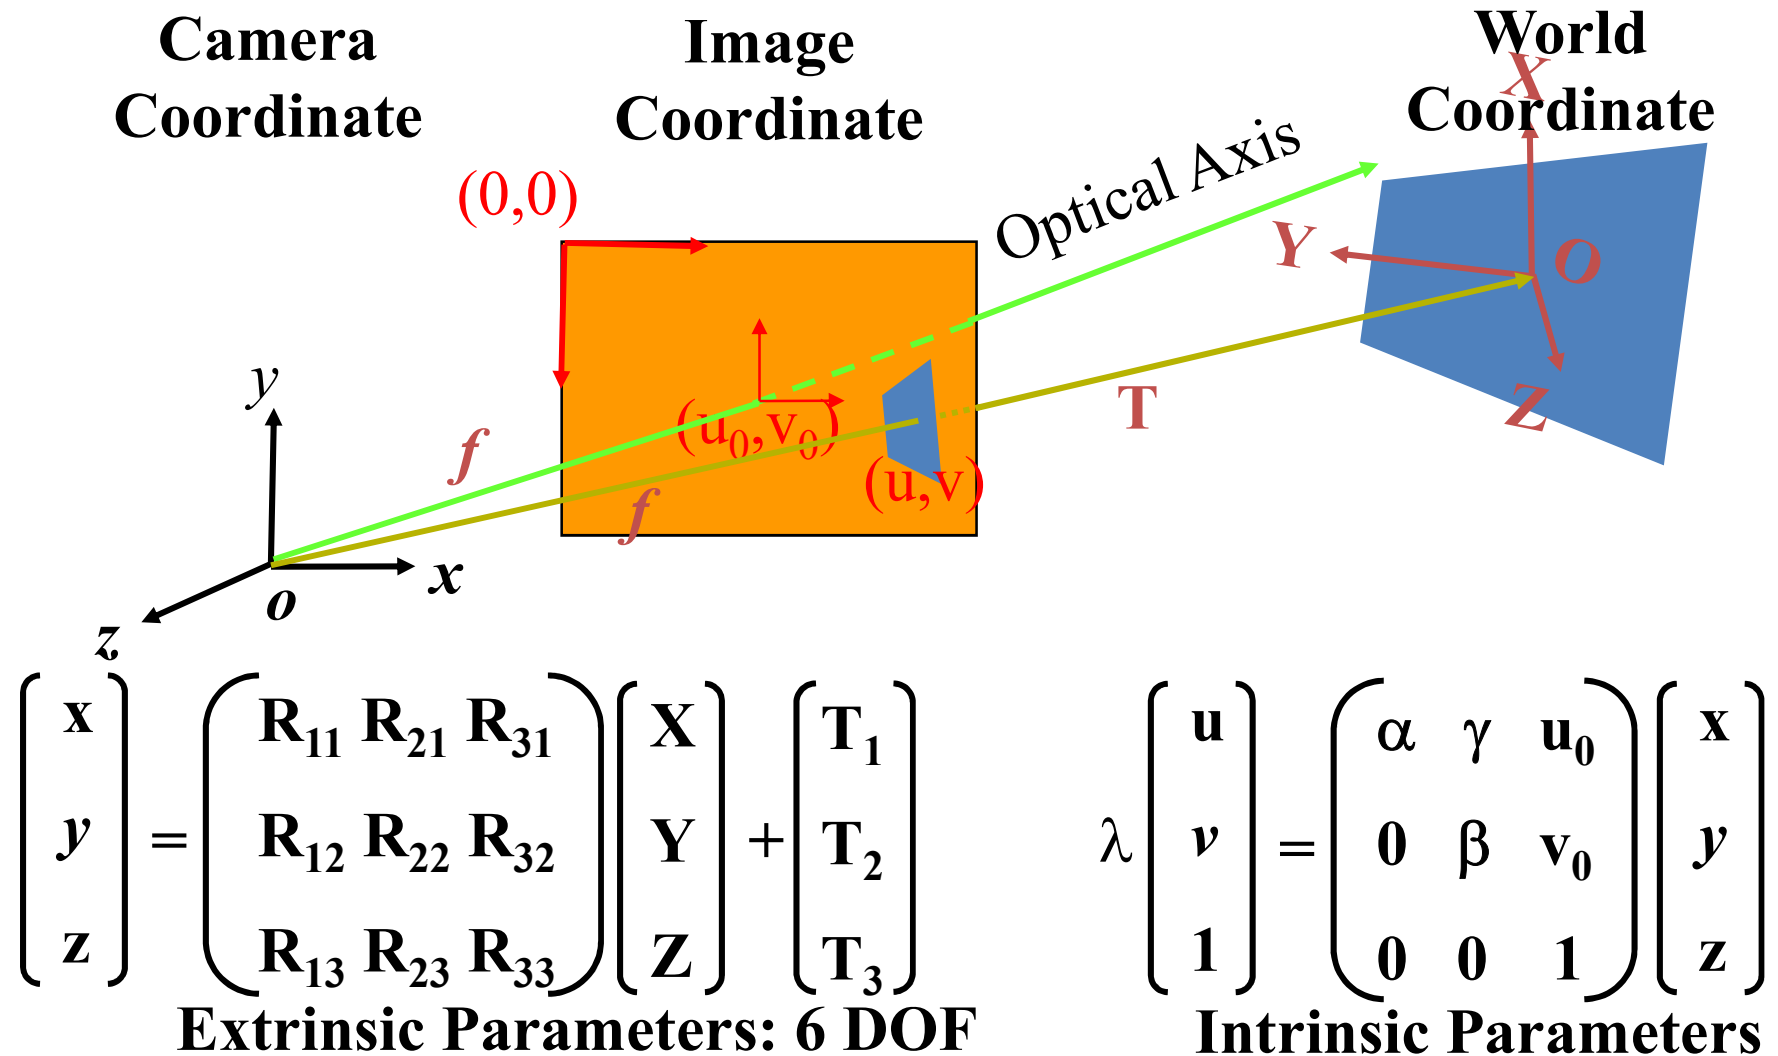 Camera
Coordinate
Image
Coordinate
World
Coordinate
X
(0,0)
Optical Axis
Y
O
y
T
Z
f
(u₀,v₀)
(u,v)
f
x
o
z
x = R₁₁ R₂₁ R₃₁ X + T₁
y R₁₂ R₂₂ R₃₂ Y T₂
z R₁₃ R₂₃ R₃₃ Z T₃
Extrinsic Parameters: 6 DOF
λ u = α γ u₀ x
v 0 β v₀ y
1 0 0 1 z
Intrinsic Parameters